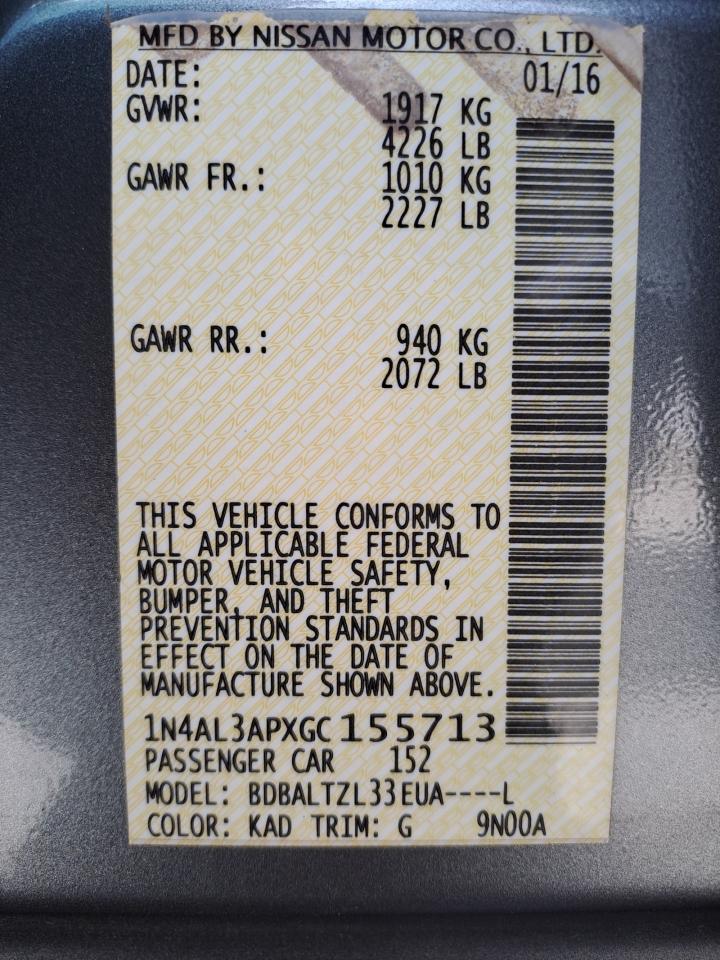 MFD BY NISSAN MOTOR CO., LTD.
DATE: 01/16
GVWR: 1917 KG
4226 LB
GAWR FR.: 1010 KG
2227 LB
GAWR RR.: 940 KG
2072 LB
THIS VEHICLE CONFORMS TO
ALL APPLICABLE FEDERAL
MOTOR VEHICLE SAFETY,
BUMPER, AND THEFT
PREVENTION STANDARDS IN
EFFECT ON THE DATE OF
MANUFACTURE SHOWN ABOVE.
1N4AL3APXGC155713
PASSENGER CAR 152
MODEL: BDBALTZL33EUA----L
COLOR: KAD TRIM: G 9N00A